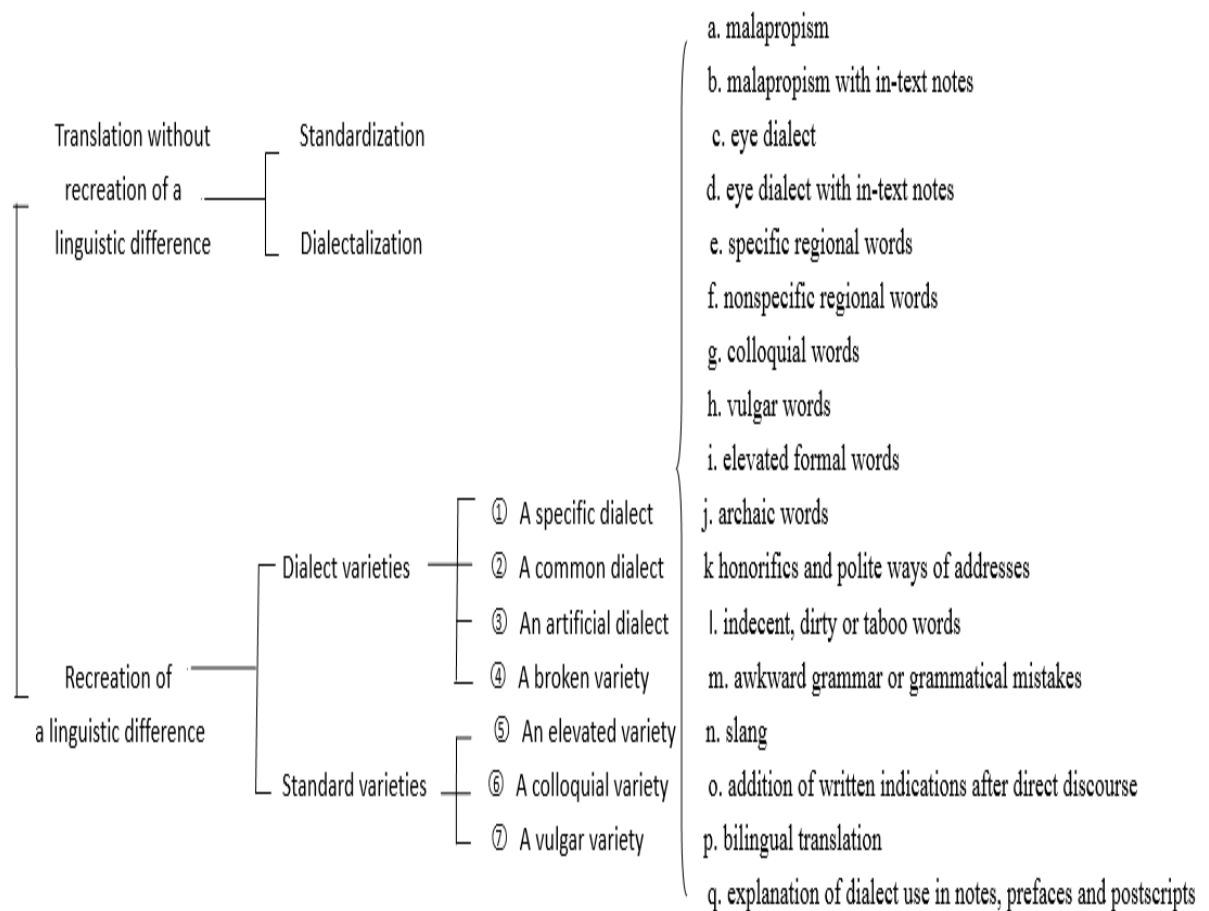 Translation without
recreation of a
linguistic difference
Standardization
Dialectalization
Recreation of
a linguistic difference
Dialect varieties
① A specific dialect
② A common dialect
③ An artificial dialect
④ A broken variety
Standard varieties
⑤ An elevated variety
⑥ A colloquial variety
⑦ A vulgar variety
a. malapropism
b. malapropism with in-text notes
c. eye dialect
d. eye dialect with in-text notes
e. specific regional words
f. nonspecific regional words
g. colloquial words
h. vulgar words
i. elevated formal words
j. archaic words
k honorifics and polite ways of addresses
l. indecent, dirty or taboo words
m. awkward grammar or grammatical mistakes
n. slang
o. addition of written indications after direct discourse
p. bilingual translation
q. explanation of dialect use in notes, prefaces and postscripts